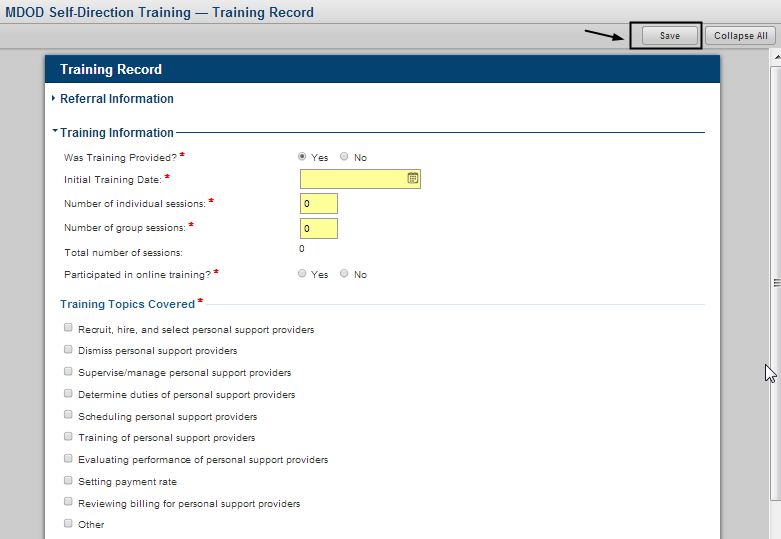 MDOD Self-Direction Training — Training Record
Save Collapse All
Training Record
Referral Information
Training Information
Was Training Provided? * Yes No
Initial Training Date: *
Number of individual sessions: * 0
Number of group sessions: * 0
Total number of sessions: 0
Participated in online training? * Yes No
Training Topics Covered *
Recruit, hire, and select personal support providers
Dismiss personal support providers
Supervise/manage personal support providers
Determine duties of personal support providers
Scheduling personal support providers
Training of personal support providers
Evaluating performance of personal support providers
Setting payment rate
Reviewing billing for personal support providers
Other